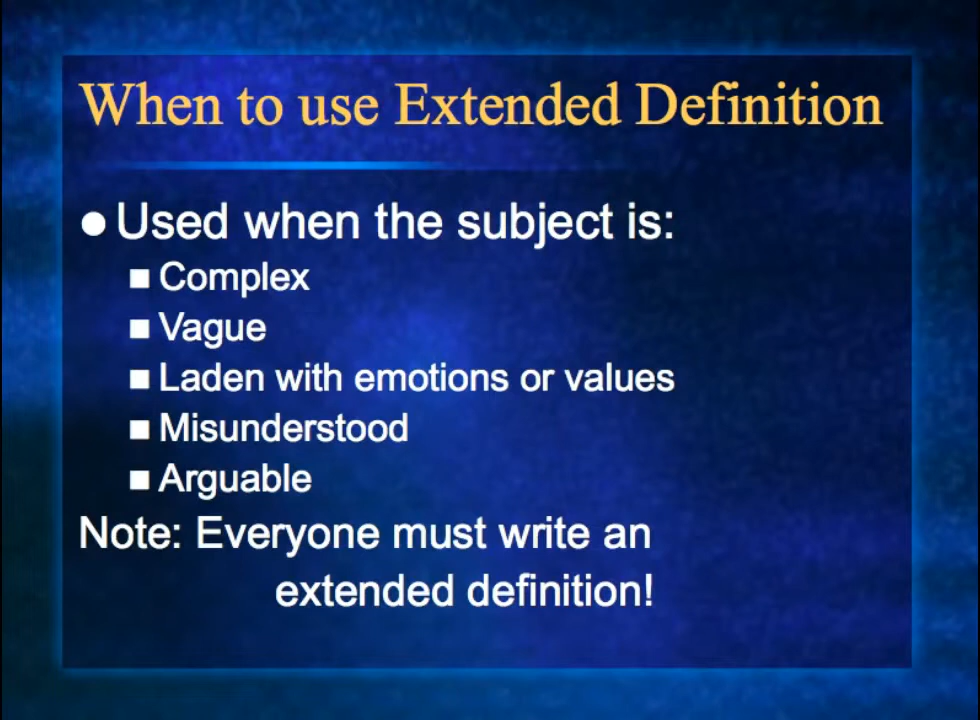 When to use Extended Definition
● Used when the subject is:
■ Complex
■ Vague
■ Laden with emotions or values
■ Misunderstood
■ Arguable
Note: Everyone must write an
extended definition!